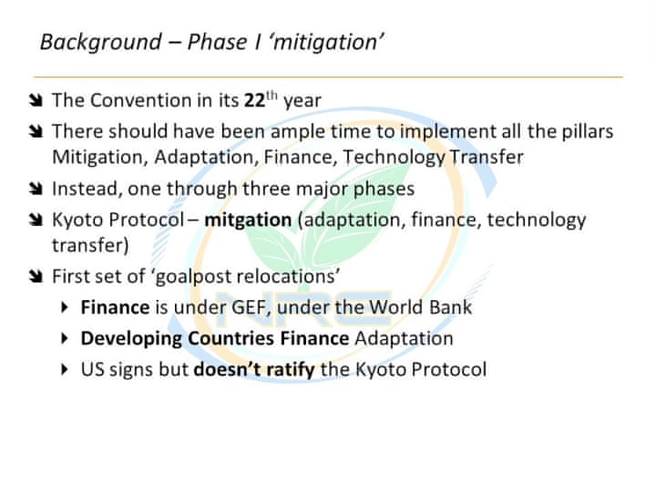 Background – Phase I ‘mitigation’
The Convention in its 22th year
There should have been ample time to implement all the pillars
Mitigation, Adaptation, Finance, Technology Transfer
Instead, one through three major phases
Kyoto Protocol – mitgation (adaptation, finance, technology
transfer)
First set of ‘goalpost relocations’
Finance is under GEF, under the World Bank
Developing Countries Finance Adaptation
US signs but doesn’t ratify the Kyoto Protocol
NRE